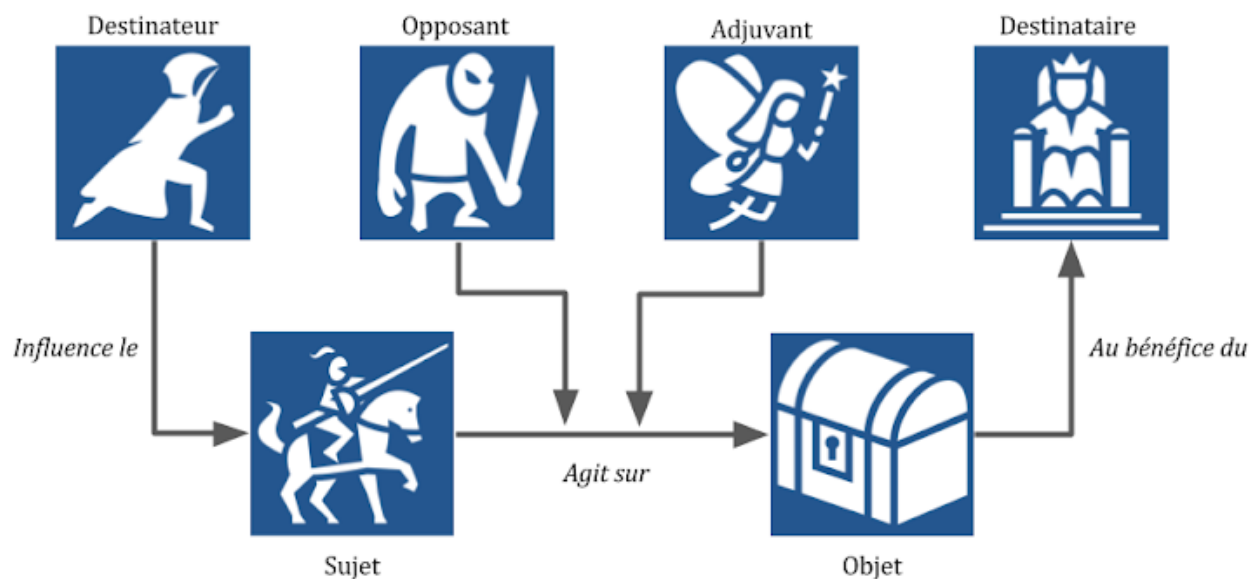 Destinateur
Opposant
Adjuvant
Destinataire
Influence le
Au bénéfice du
Agit sur
Sujet
Objet